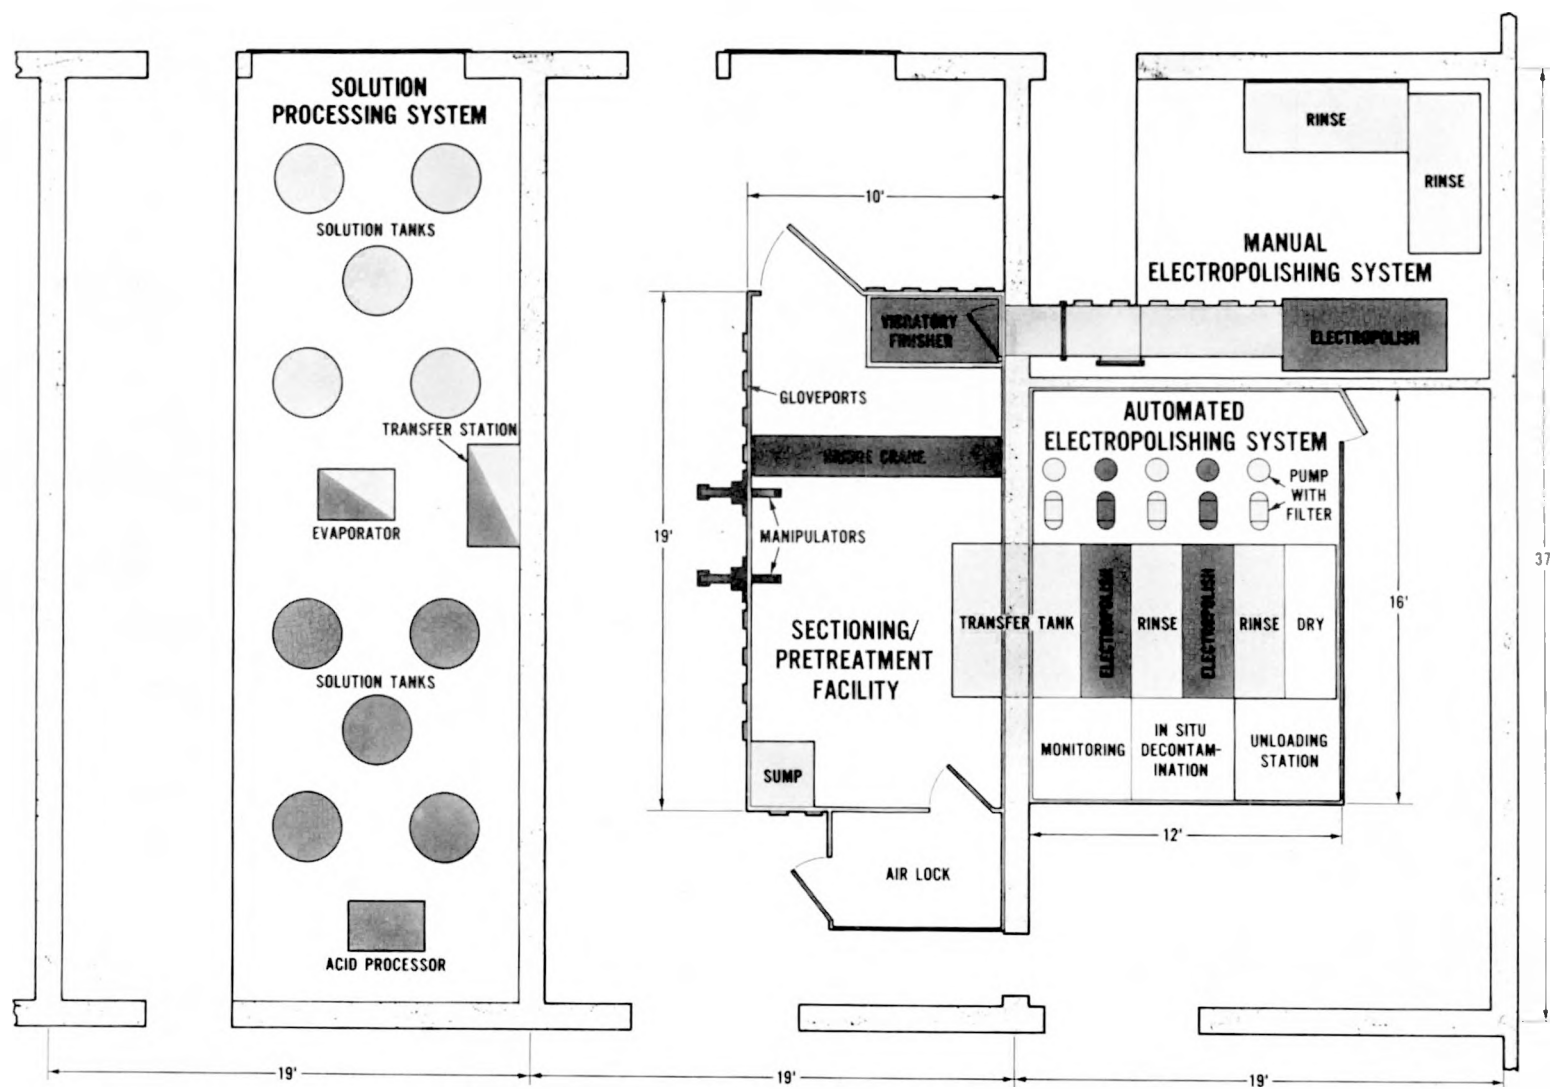 SOLUTION
PROCESSING SYSTEM
SOLUTION TANKS
TRANSFER STATION
EVAPORATOR
SOLUTION TANKS
ACID PROCESSOR
10'
VIBRATORY
FINISHER
GLOVEPORTS
BRIDGE CRANE
MANIPULATORS
19'
SECTIONING/
PRETREATMENT
FACILITY
SUMP
AIR LOCK
RINSE
RINSE
MANUAL
ELECTROPOLISHING SYSTEM
ELECTROPOLISH
AUTOMATED
ELECTROPOLISHING SYSTEM
PUMP
WITH
FILTER
TRANSFER TANK
ELECTROPOLISH
RINSE
ELECTROPOLISH
RINSE
DRY
MONITORING
IN SITU
DECONTAM-
INATION
UNLOADING
STATION
16'
12'
37
19'
19'
19'